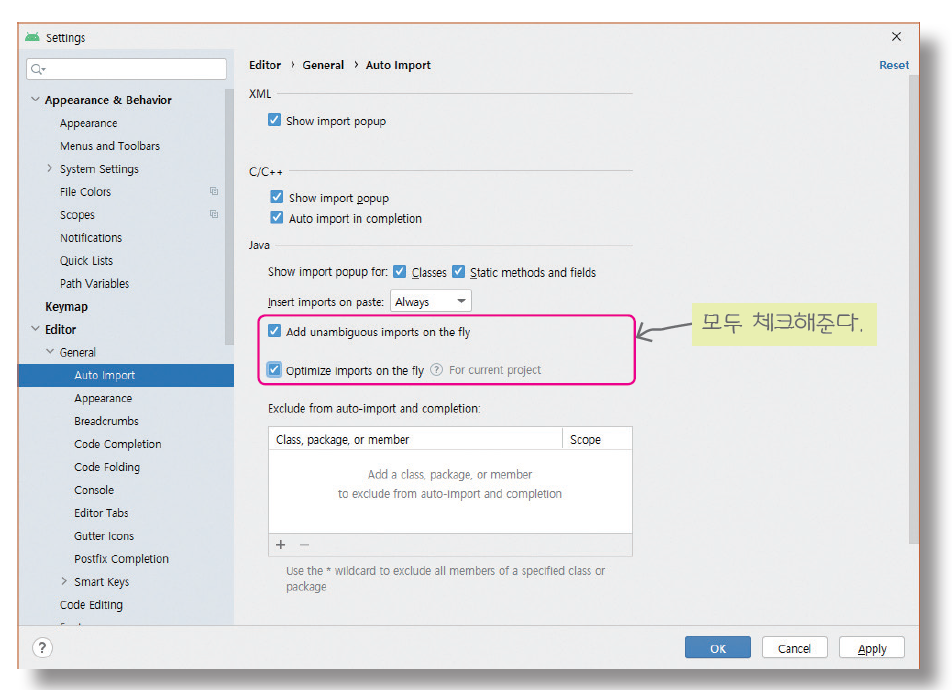 Settings
Editor › General › Auto Import
Reset
Appearance & Behavior
Appearance
Menus and Toolbars
System Settings
File Colors
Scopes
Notifications
Quick Lists
Path Variables
Keymap
Editor
General
Auto Import
Appearance
Breadcrumbs
Code Completion
Code Folding
Console
Editor Tabs
Gutter Icons
Postfix Completion
Smart Keys
Code Editing
XML
Show import popup
C/C++
Show import popup
Auto import in completion
Java
Show import popup for: Classes Static methods and fields
Insert imports on paste: Always
Add unambiguous imports on the fly
모두 체크해준다.
Optimize imports on the fly ? For current project
Exclude from auto-import and completion:
Class, package, or member Scope
Add a class, package, or member
to exclude from auto-import and completion
+ −
Use the * wildcard to exclude all members of a specified class or
package
?
OK Cancel Apply